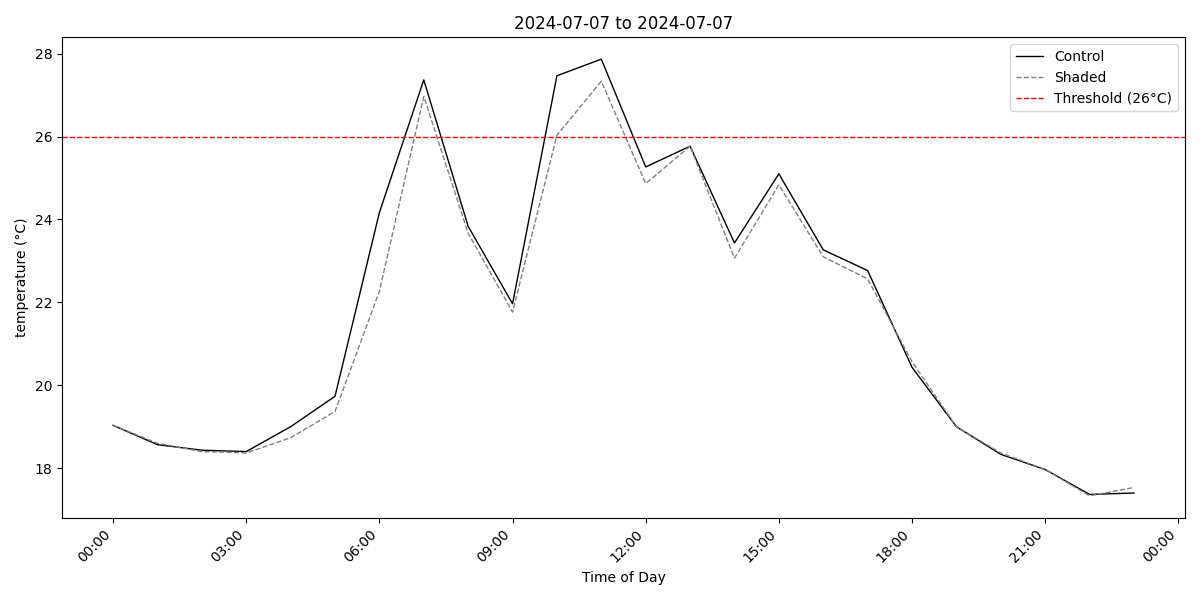 2024-07-07 to 2024-07-07
Control
Shaded
Threshold (26°C)
temperature (°C)
28
26
24
22
20
18
00:00
03:00
06:00
09:00
12:00
15:00
18:00
21:00
00:00
Time of Day